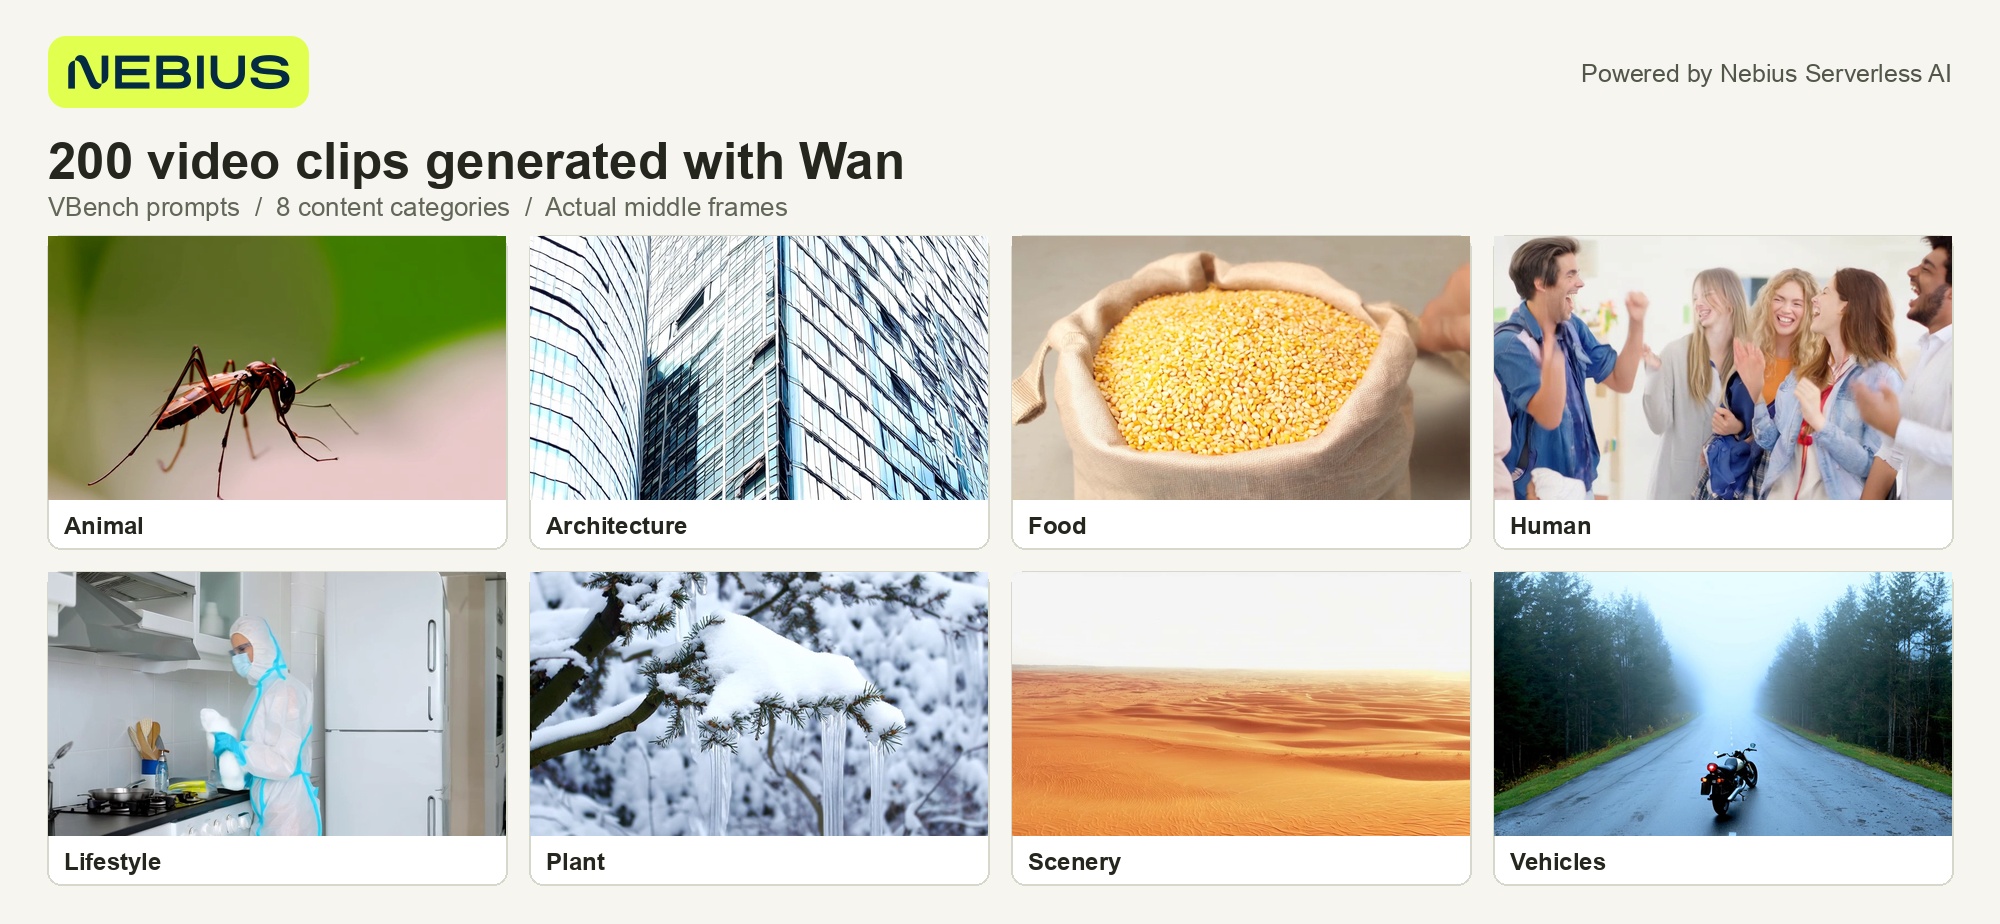 NEBIUS
Powered by Nebius Serverless AI
200 video clips generated with Wan
VBench prompts / 8 content categories / Actual middle frames
Animal
Architecture
Food
Human
Lifestyle
Plant
Scenery
Vehicles